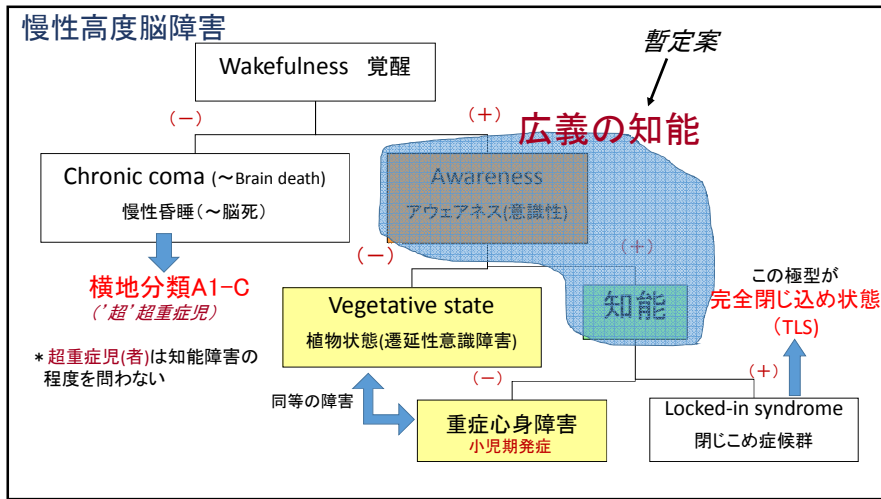 慢性高度脳障害
暫定案
Wakefulness 覚醒
(－)
(＋)
広義の知能
Chronic coma (～Brain death)
慢性昏睡(～脳死)
Awareness
アウェアネス(意識性)
(－)
(＋)
横地分類A1-C
(’超’超重症児)
＊超重症児(者)は知能障害の
程度を問わない
Vegetative state
植物状態(遷延性意識障害)
知能
この極型が
完全閉じ込め状態
(TLS)
同等の障害
(－)
(＋)
重症心身障害
小児期発症
Locked-in syndrome
閉じこめ症候群